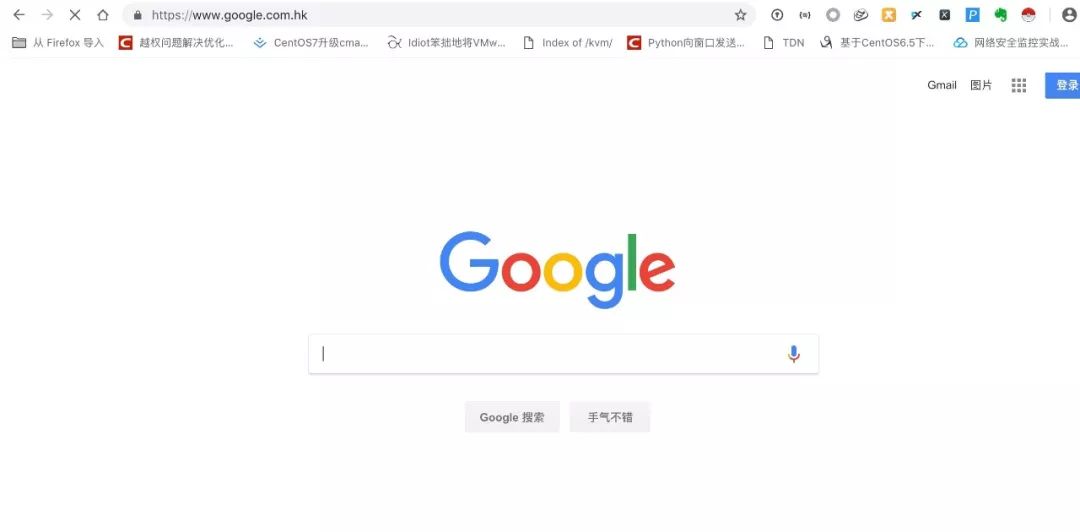 https://www.google.com.hk
从 Firefox 导入 越权问题解决优化... CentOS7升级cma... Idiot笨拙地将VMw... Index of /kvm/ Python向窗口发送... TDN 基于CentOS6.5下... 网络安全监控实战...
Gmail 图片 登录
Google
Google 搜索 手气不错